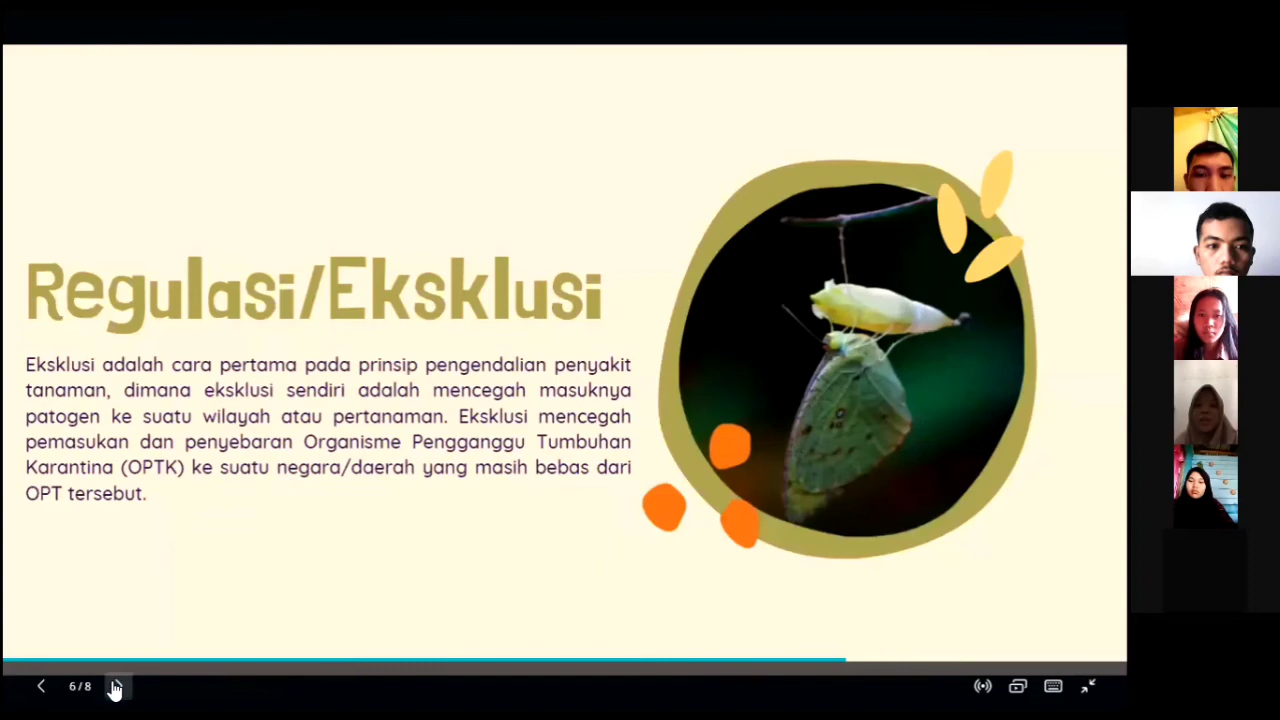 Regulasi/Eksklusi
Eksklusi adalah cara pertama pada prinsip pengendalian penyakit
tanaman, dimana eksklusi sendiri adalah mencegah masuknya
patogen ke suatu wilayah atau pertanaman. Eksklusi mencegah
pemasukan dan penyebaran Organisme Pengganggu Tumbuhan
Karantina (OPTK) ke suatu negara/daerah yang masih bebas dari
OPT tersebut.
6/8